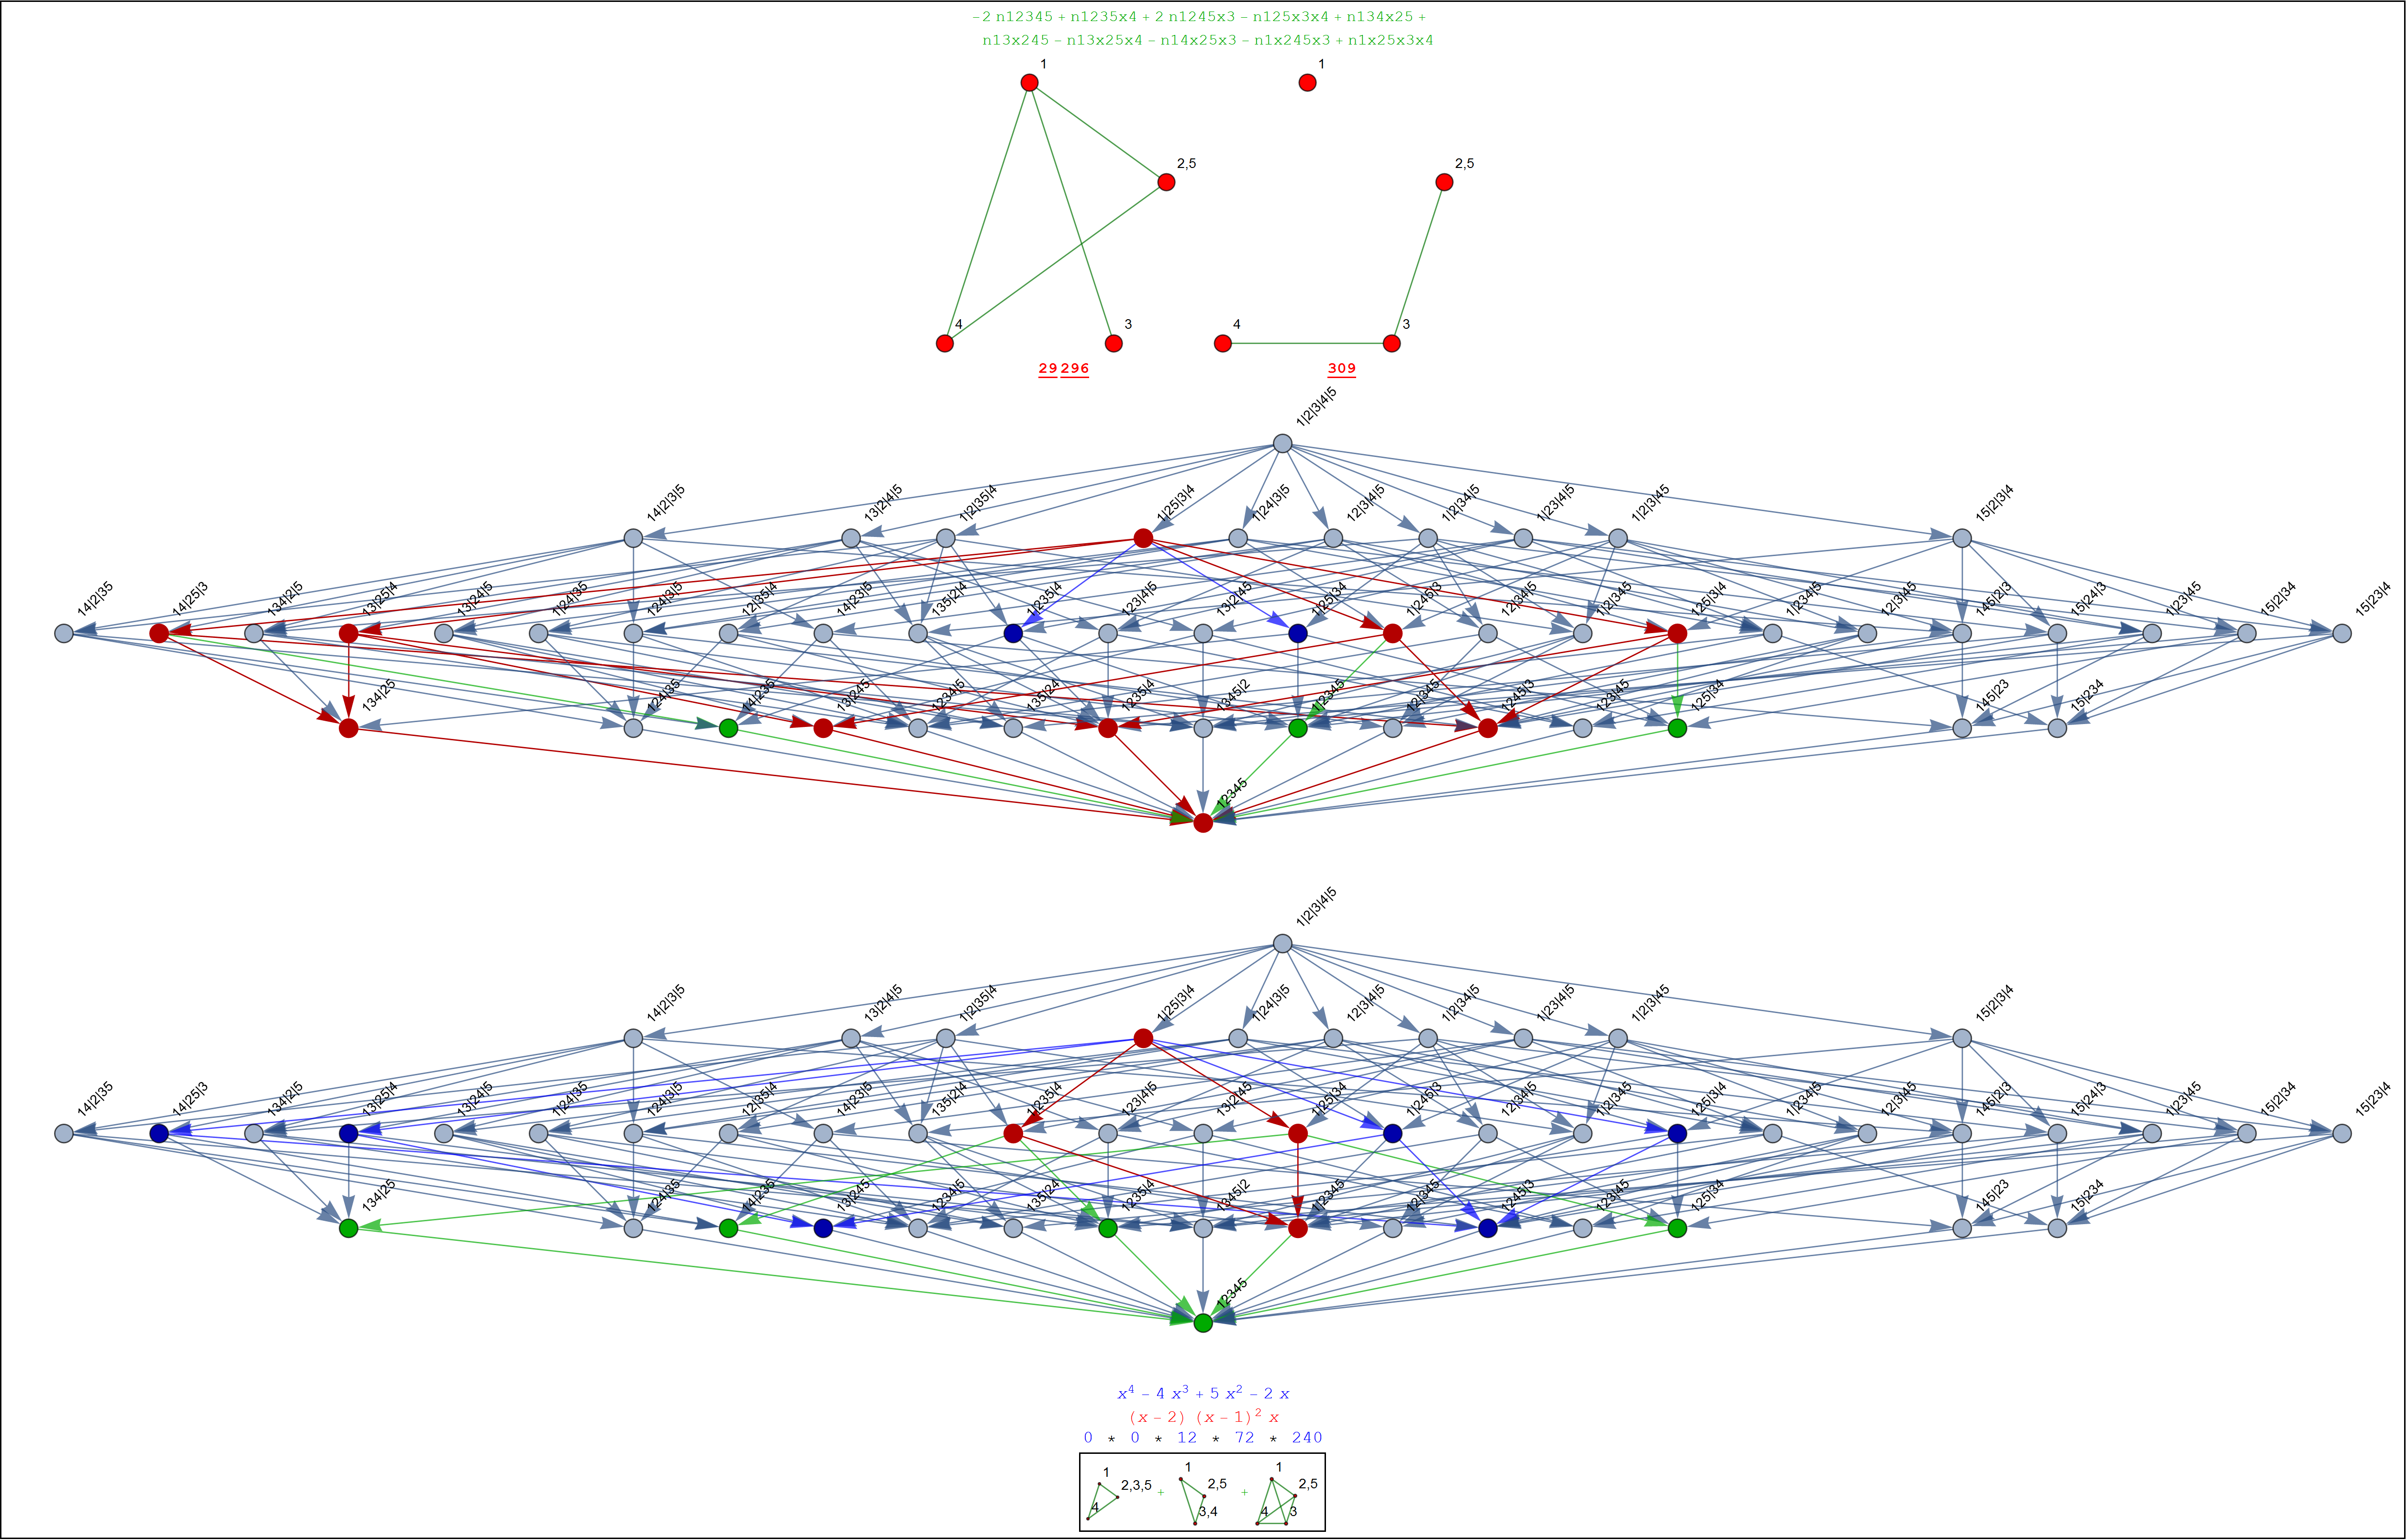 -2 n12345 + n1235x4 + 2 n1245x3 - n125x3x4 + n134x25 +
n13x245 - n13x25x4 - n14x25x3 - n1x245x3 + n1x25x3x4
1 1
2,5 2,5
4 3 4 3
29 296 309
1|2|3|4|5
14|2|3|5 13|2|4|5 1|2|35|4 1|25|3|4 1|24|3|5 12|3|4|5 1|2|34|5 1|23|4|5 1|2|3|45 15|2|3|4
14|2|35 14|25|3 134|2|5 13|25|4 13|24|5 1|24|35 124|3|5 12|35|4 14|23|5 135|2|4 1|235|4 123|4|5 13|2|45 1|25|34 1|245|3 12|34|5 1|2|345 125|3|4 1|234|5 12|3|45 145|2|3 15|24|3 1|23|45 15|2|34 15|23|4
134|25 124|35 14|235 13|245 1234|5 135|24 1235|4 1345|2 1|2345 12|345 1245|3 123|45 125|34 145|23 15|234
12345
1|2|3|4|5
14|2|3|5 13|2|4|5 1|2|35|4 1|25|3|4 1|24|3|5 12|3|4|5 1|2|34|5 1|23|4|5 1|2|3|45 15|2|3|4
14|2|35 14|25|3 134|2|5 13|25|4 13|24|5 1|24|35 124|3|5 12|35|4 14|23|5 135|2|4 1|235|4 123|4|5 13|2|45 1|25|34 1|245|3 12|34|5 1|2|345 125|3|4 1|234|5 12|3|45 145|2|3 15|24|3 1|23|45 15|2|34 15|23|4
134|25 124|35 14|235 13|245 1234|5 135|24 1235|4 1345|2 1|2345 12|345 1245|3 123|45 125|34 145|23 15|234
12345
x⁴ - 4 x³ + 5 x² - 2 x
(x - 2) (x - 1)² x
0 * 0 * 12 * 72 * 240
1 1 1
2,3,5 + 2,5 + 2,5
4 3,4 4 3